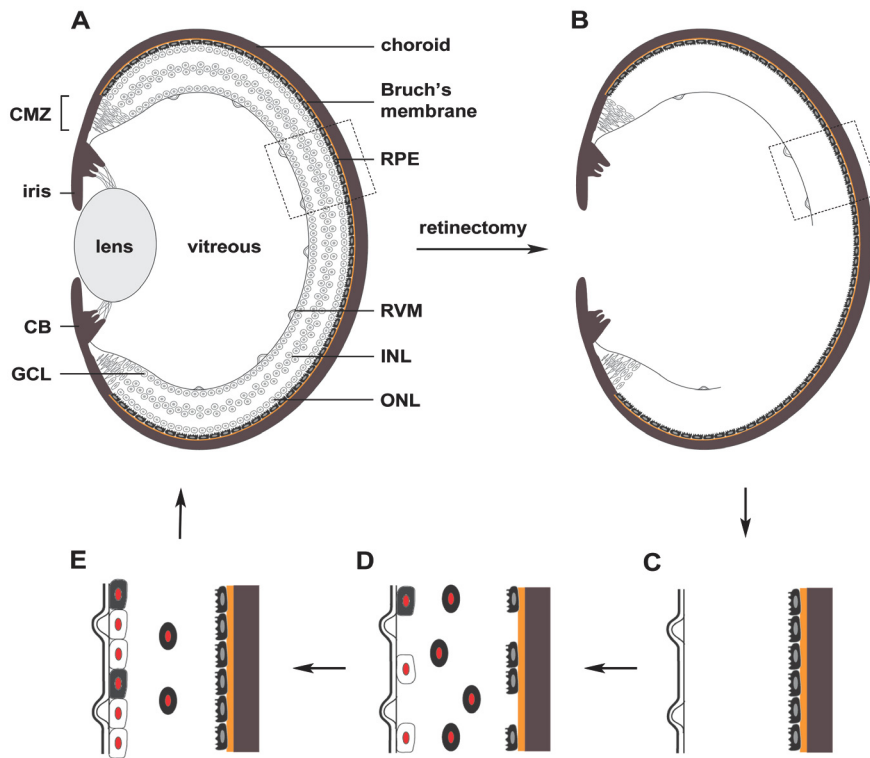 A
B
choroid
Bruch's
membrane
CMZ
RPE
iris
retinectomy
lens
vitreous
RVM
CB
INL
GCL
ONL
E
D
C